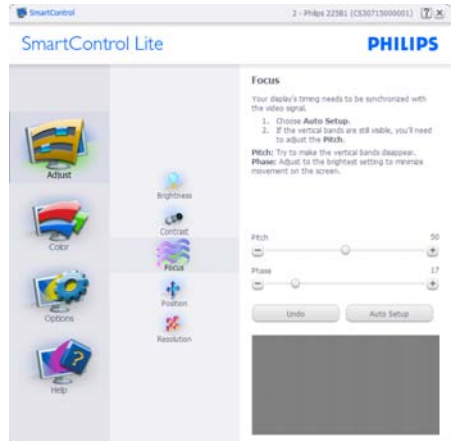 SmartControl
2 - Philips 225B1 (CS30715000001)
SmartControl Lite
PHILIPS
Adjust
Color
Options
Help
Brightness
Contrast
Focus
Position
Resolution
Focus
Your display's timing needs to be synchronized with
the video signal.
1. Choose Auto Setup.
2. If the vertical bands are still visible, you'll need
to adjust the Pitch.
Pitch: Try to make the vertical bands disappear.
Phase: Adjust to the brightest setting to minimize
movement on the screen.
Pitch 50
Phase 17
Undo
Auto Setup